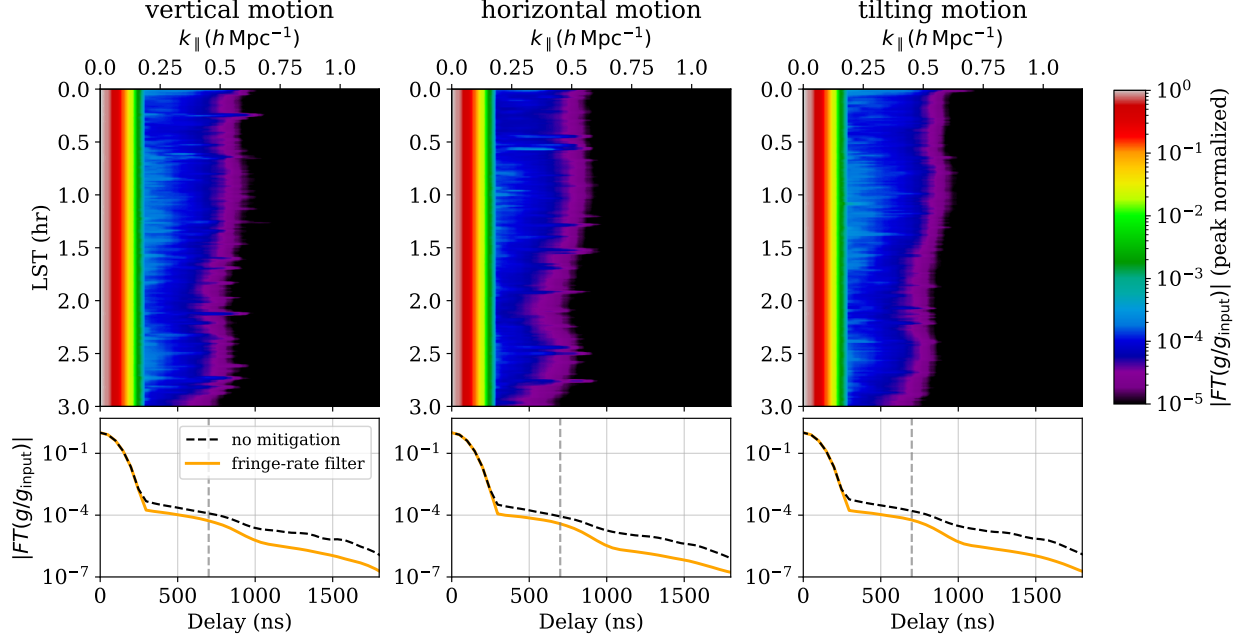 vertical motion horizontal motion tilting motion
k∥ (h Mpc⁻¹) k∥ (h Mpc⁻¹) k∥ (h Mpc⁻¹)
0.0 0.25 0.5 0.75 1.0 0.0 0.25 0.5 0.75 1.0 0.0 0.25 0.5 0.75 1.0
LST (hr)
0.0
0.5
1.0
1.5
2.0
2.5
3.0
10⁰
10⁻¹
10⁻²
10⁻³
10⁻⁴
10⁻⁵
|FT(g/g_input)| (peak normalized)
|FT(g/g_input)|
10⁻¹
10⁻⁴
10⁻⁷
no mitigation
fringe-rate filter
0 500 1000 1500 0 500 1000 1500 0 500 1000 1500
Delay (ns) Delay (ns) Delay (ns)